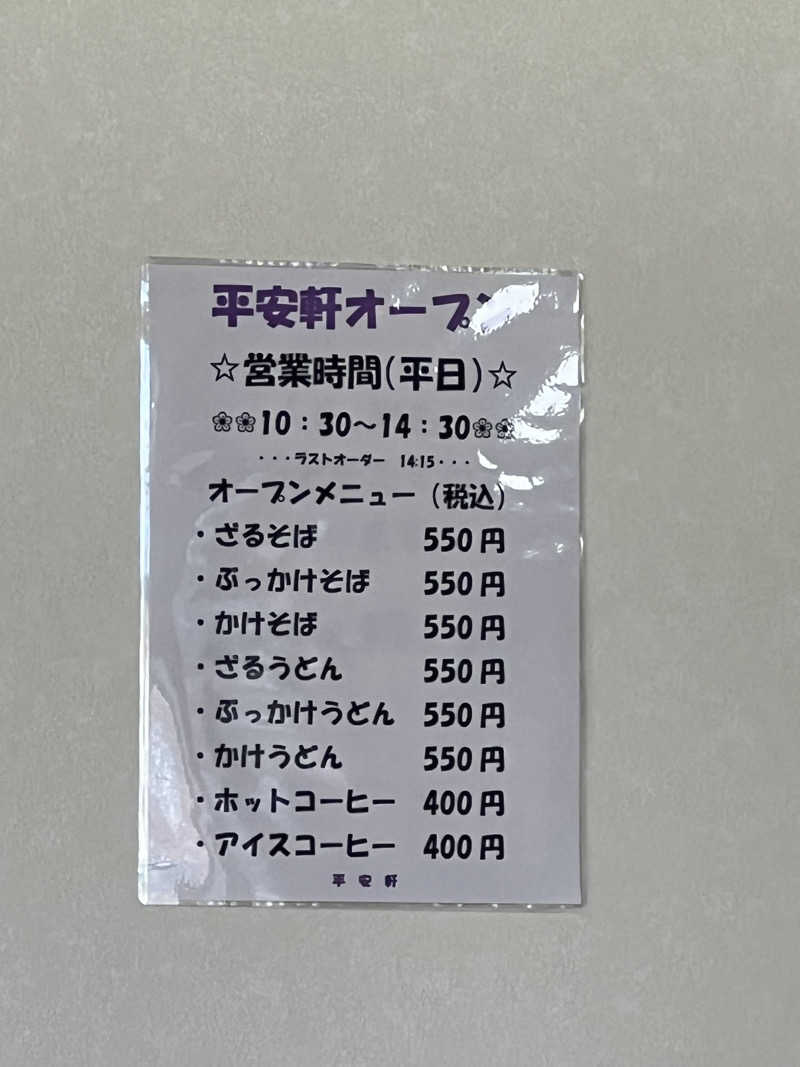 平安軒オープン
☆営業時間(平日)☆
10：30～14：30
・・・ラストオーダー 14:15・・・
オープンメニュー（税込）
・ざるそば 550円
・ぶっかけそば 550円
・かけそば 550円
・ざるうどん 550円
・ぶっかけうどん 550円
・かけうどん 550円
・ホットコーヒー 400円
・アイスコーヒー 400円
平安軒